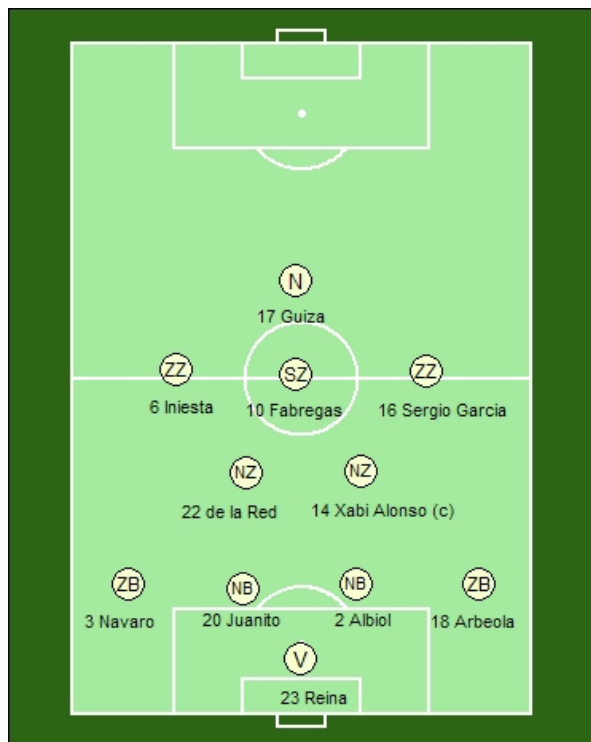 N
17 Guiza
ZZ SZ ZZ
6 Iniesta 10 Fabregas 16 Sergio Garcia
NZ NZ
22 de la Red 14 Xabi Alonso (c)
ZB NB NB ZB
3 Navaro 20 Juanito 2 Albiol 18 Arbeola
V
23 Reina